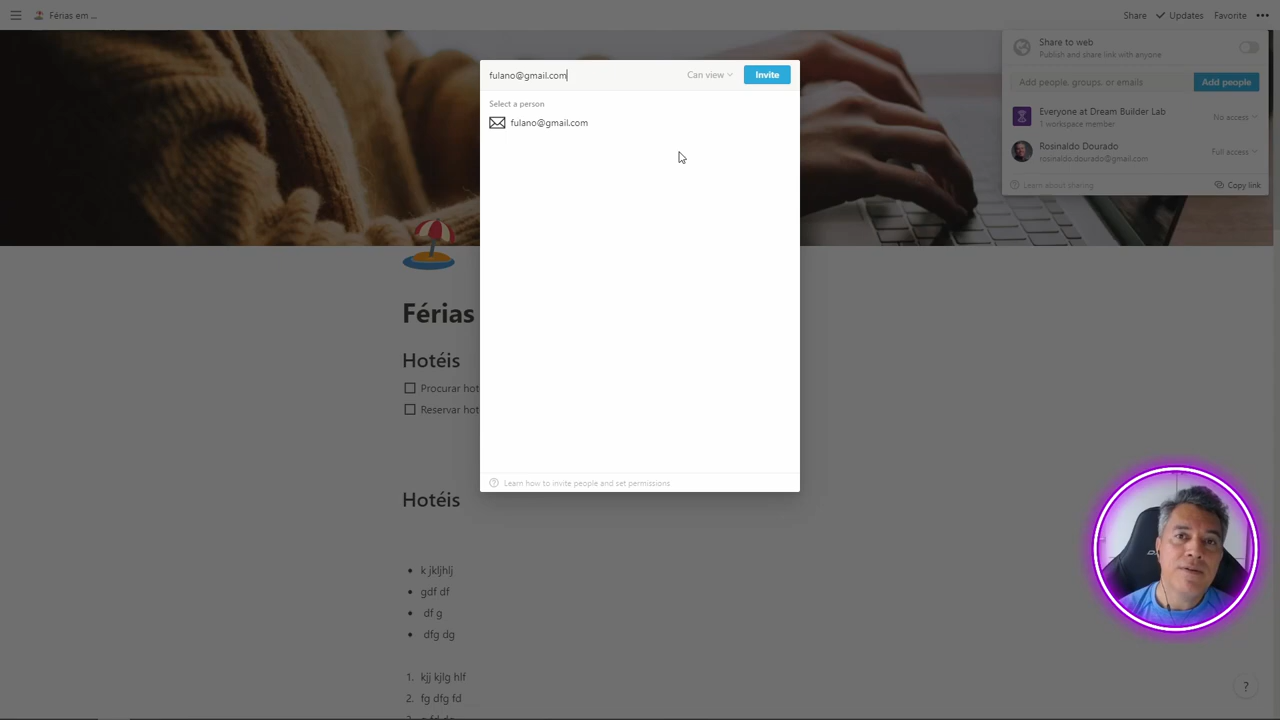 Férias em ...
Share
Updates
Favorite
Share to web
Publish and share link with anyone
Add people, groups, or emails
Add people
Everyone at Dream Builder Lab
1 workspace member
No access
Rosinaldo Dourado
rosinaldo.dourado@gmail.com
Full access
Learn about sharing
Copy link
fulano@gmail.com
Can view
Invite
Select a person
fulano@gmail.com
Learn how to invite people and set permissions
Férias
Hotéis
Procurar hot
Reservar hot
Hotéis
• k jkljhlj
• gdf df
• df g
• dfg dg
1. kjj kjlg hlf
2. fg dfg fd
?